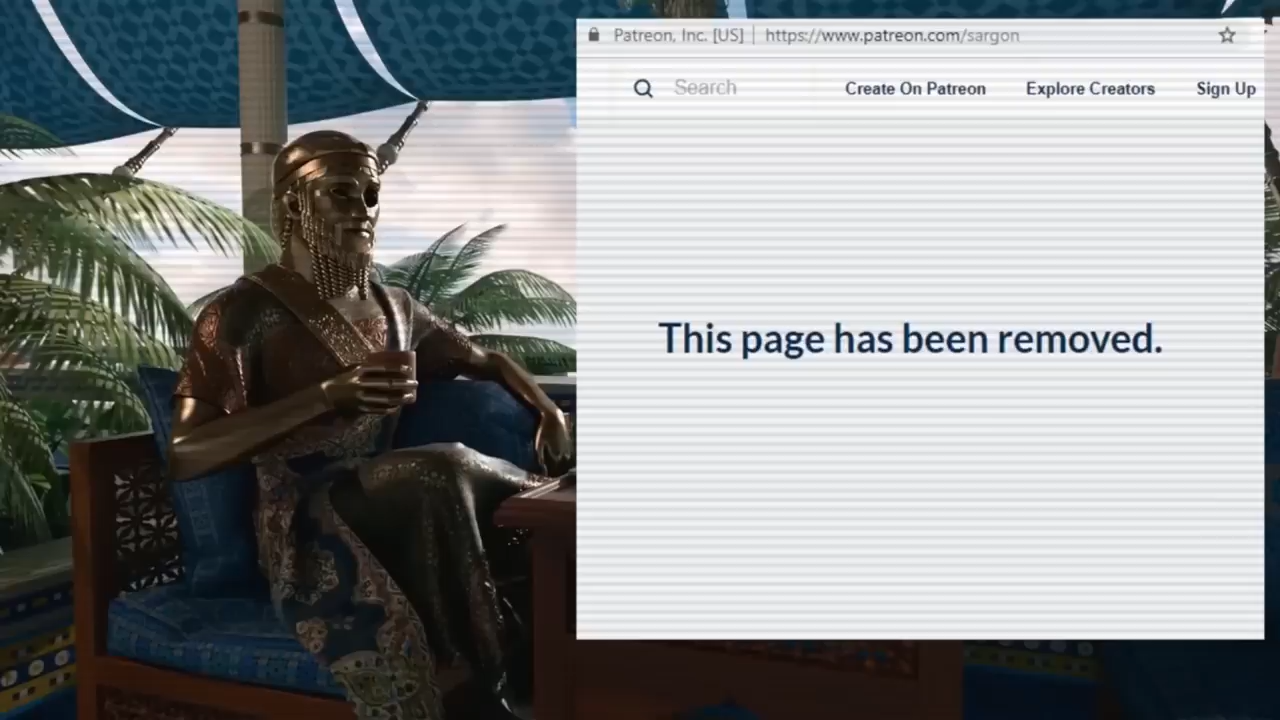 Patreon, Inc. [US] | https://www.patreon.com/sargon
Search Create On Patreon Explore Creators Sign Up
This page has been removed.